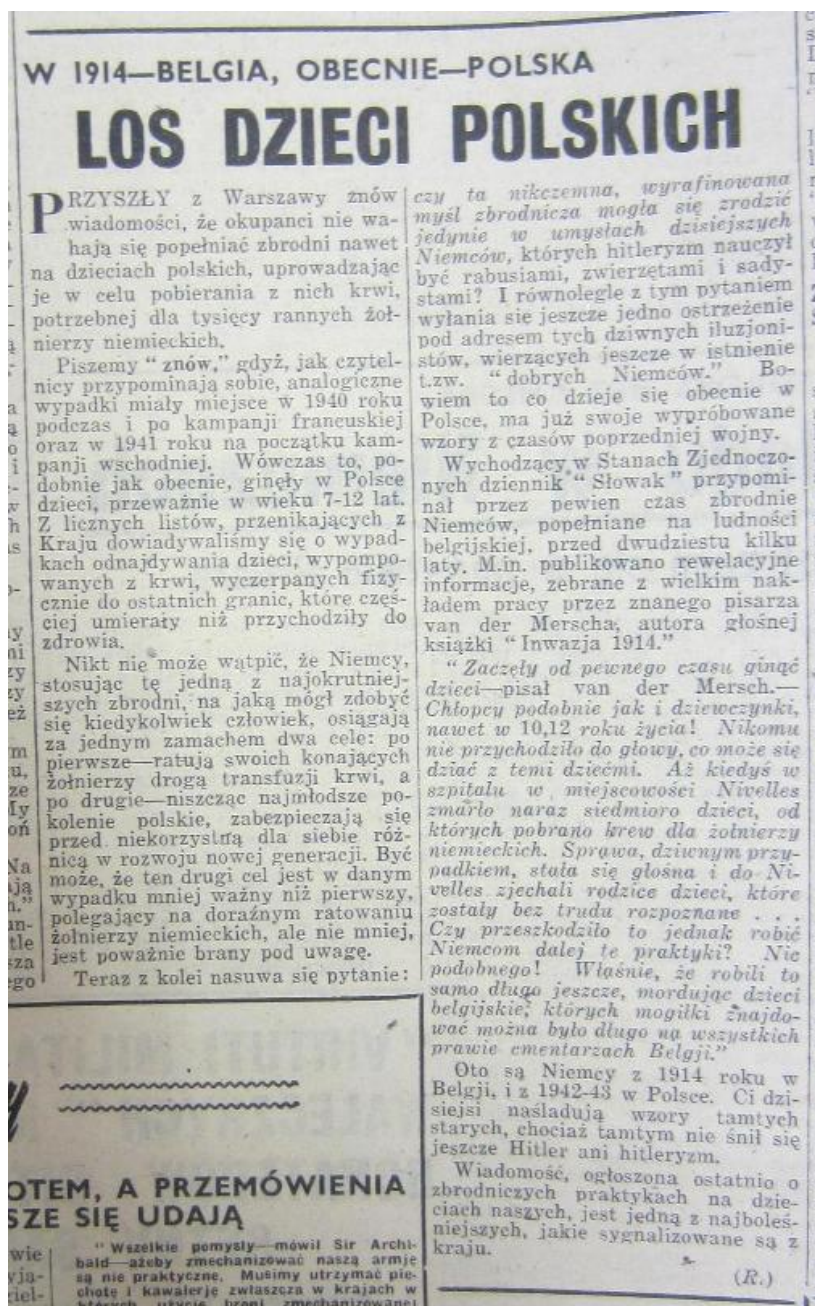 W 1914—BELGIA, OBECNIE—POLSKA
LOS DZIECI POLSKICH
PRZYSZŁY z Warszawy znów
wiadomości, że okupanci nie wa-
hają się popełniać zbrodni nawet
na dzieciach polskich, uprowadzając
je w celu pobierania z nich krwi,
potrzebnej dla tysięcy rannych żoł-
nierzy niemieckich.
Piszemy “ znów,” gdyż, jak czytel-
nicy przypominają sobie, analogiczne
wypadki miały miejsce w 1940 roku
podczas i po kampanji francuskiej
oraz w 1941 roku na początku kam-
panji wschodniej. Wówczas to, po-
dobnie jak obecnie, ginęły w Polsce
dzieci, przeważnie w wieku 7-12 lat.
Z licznych listów, przenikających z
Kraju dowiadywaliśmy się o wypad-
kach odnajdywania dzieci, wypompo-
wanych z krwi, wyczerpanych fizy-
cznie do ostatnich granic, które częś-
ciej umierały niż przychodziły do
zdrowia.
Nikt nie może wątpić, że Niemcy,
stosując tę jedną z najokrutniej-
szych zbrodni, na jaką mógł zdobyć
się kiedykolwiek człowiek, osiągają
za jednym zamachem dwa cele: po
pierwsze—ratują swoich konających
żołnierzy drogą transfuzji krwi, a
po drugie—niszcząc najmłodsze po-
kolenie polskie, zabezpieczają się
przed niekorzystną dla siebie róż-
nicą w rozwoju nowej generacji. Być
może, że ten drugi cel jest w danym
wypadku mniej ważny niż pierwszy,
polegający na doraźnym ratowaniu
żołnierzy niemieckich, ale nie mniej,
jest poważnie brany pod uwagę.
Teraz z kolei nasuwa się pytanie:
czy ta nikczemna, wyrafinowana
myśl zbrodnicza mogła się zrodzić
jedynie w umysłach dzisiejszych
Niemców, których hitleryzm nauczył
być rabusiami, zwierzętami i sady-
stami? I równolegle z tym pytaniem
wyłania sie jeszcze jedno ostrzeżenie
pod adresem tych dziwnych iluzjoni-
stów, wierzących jeszcze w istnienie
t.zw. “ dobrych Niemców.” Bo-
wiem to co dzieje się obecnie w
Polsce, ma już swoje wypróbowane
wzory z czasów poprzedniej wojny.
Wychodzący w Stanach Zjednoczo-
nych dziennik “ Słowak ” przypomi-
nał przez pewien czas zbrodnie
Niemców, popełniane na ludności
belgijskiej, przed dwudziestu kilku
laty. M.in. publikowano rewelacyjne
informacje, zebrane z wielkim nak-
ładem pracy przez znanego pisarza
van der Merscha, autora głośnej
książki “ Inwazja 1914.”
“ Zaczęły od pewnego czasu ginąć
dzieci—pisał van der Mersch.—
Chłopcy podobnie jak i dziewczynki,
nawet w 10,12 roku życia! Nikomu
nie przychodziło do głowy, co może się
dziać z temi dziećmi. Aż kiedyś w
szpitalu w miejscowości Nivelles
zmarło naraz siedmioro dzieci, od
których pobrano krew dla żołnierzy
niemieckich. Sprawa, dziwnym przy-
padkiem, stała się głośna i do Ni-
velles zjechali rodzice dzieci, które
zostały bez trudu rozpoznane . . .
Czy przeszkodziło to jednak robić
Niemcom dalej te praktyki? Nic
podobnego! Właśnie, że robili to
samo długo jeszcze, mordując dzieci
belgijskie, których mogiłki znajdo-
wać można było długo na wszystkich
prawie cmentarzach Belgji.”
Oto są Niemcy z 1914 roku w
Belgji, i z 1942-43 w Polsce. Ci dzi-
siejsi naśladują wzory tamtych
starych, chociaż tamtym nie śnił się
jeszcze Hitler ani hitleryzm.
Wiadomość, ogłoszona ostatnio o
zbrodniczych praktykach na dzie-
ciach naszych, jest jedną z najboleś-
niejszych, jakie sygnalizowane są z
kraju.
(R.)
OTEM, A PRZEMÓWIENIA
SZE SIĘ UDAJĄ
“ Wszelkie pomysły—mówił Sir Archi-
bald—ażeby zmechanizować naszą armję
są nie praktyczne. Musimy utrzymać pie-
chotę i kawalerję zwłaszcza w krajach w
których użycie broni zmechanizowanej